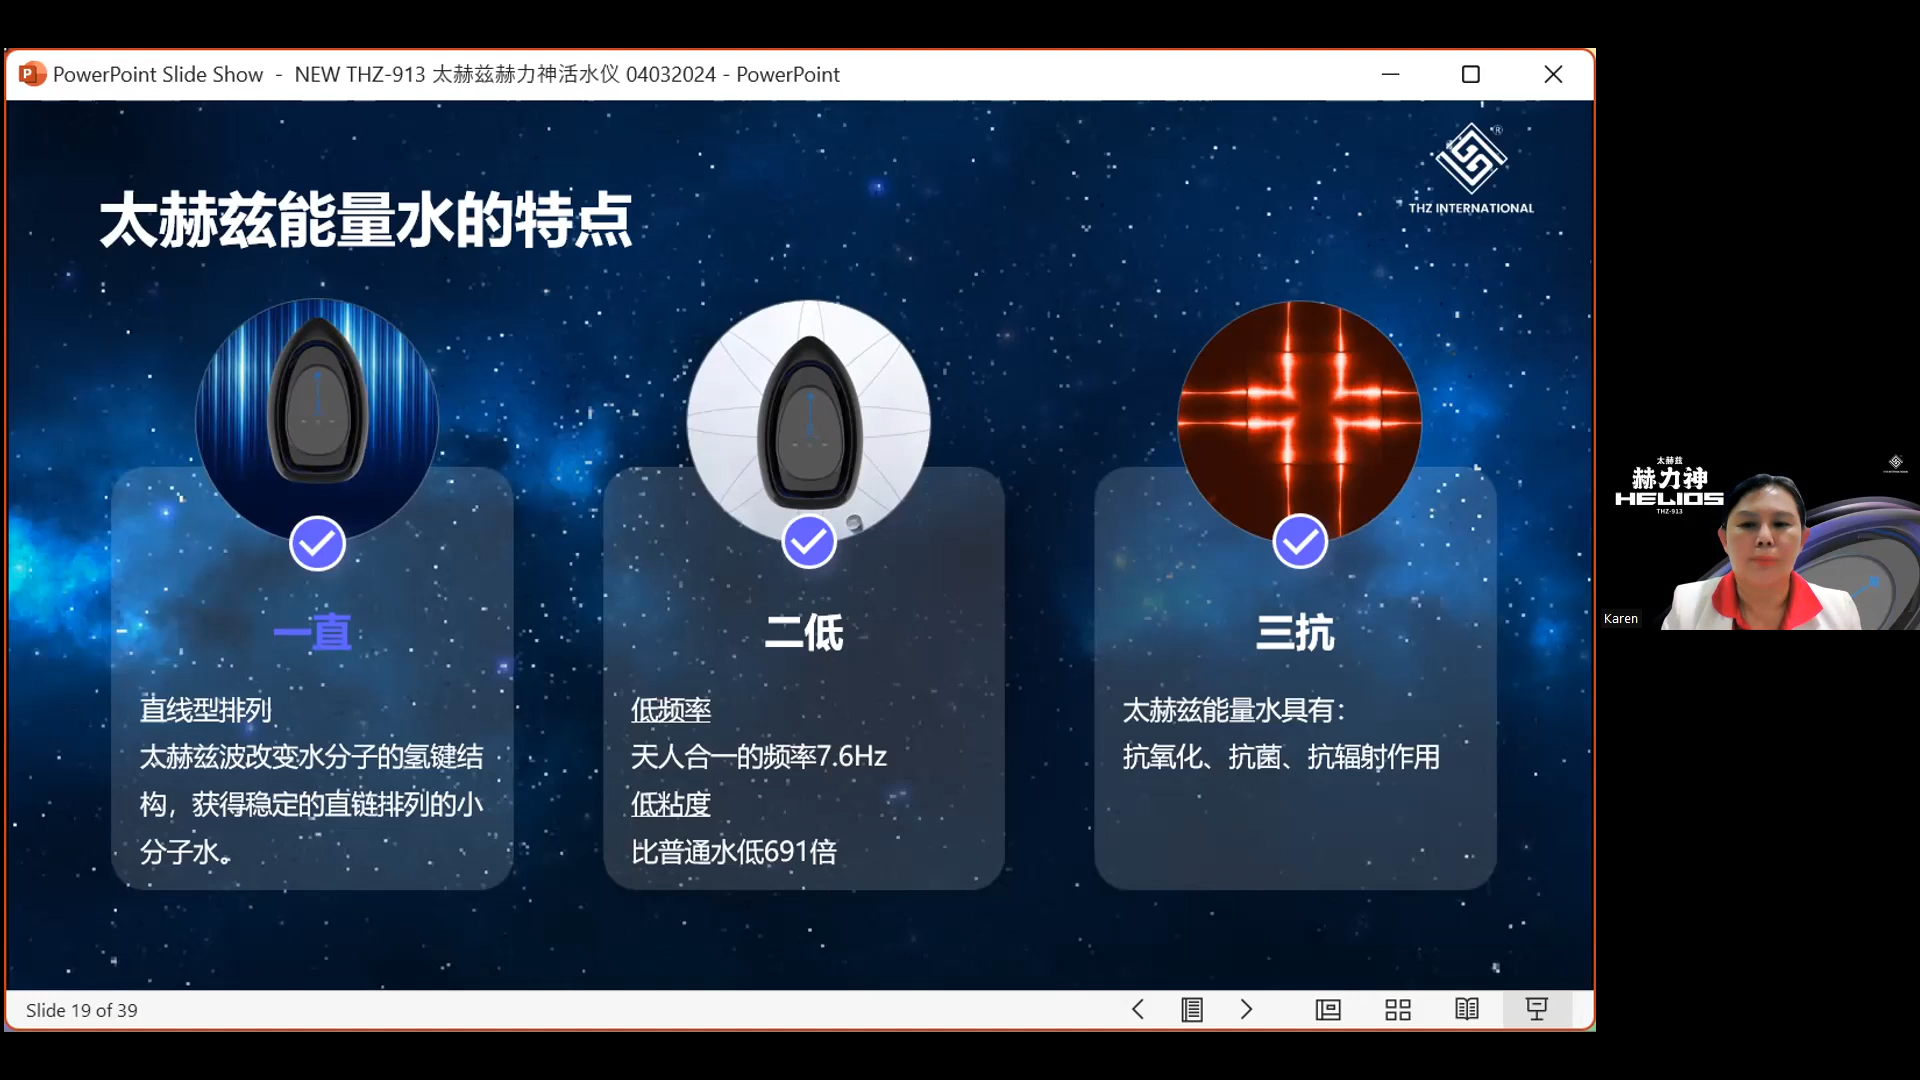 PowerPoint Slide Show - NEW THZ-913 太赫兹赫力神活水仪 04032024 - PowerPoint
®
THZ INTERNATIONAL
太赫兹能量水的特点
一直
直线型排列
太赫兹波改变水分子的氢键结
构，获得稳定的直链排列的小
分子水。
二低
低频率
天人合一的频率7.6Hz
低粘度
比普通水低691倍
三抗
太赫兹能量水具有：
抗氧化、抗菌、抗辐射作用
太赫兹
赫力神
HELIOS
THZ-913
Karen
Slide 19 of 39